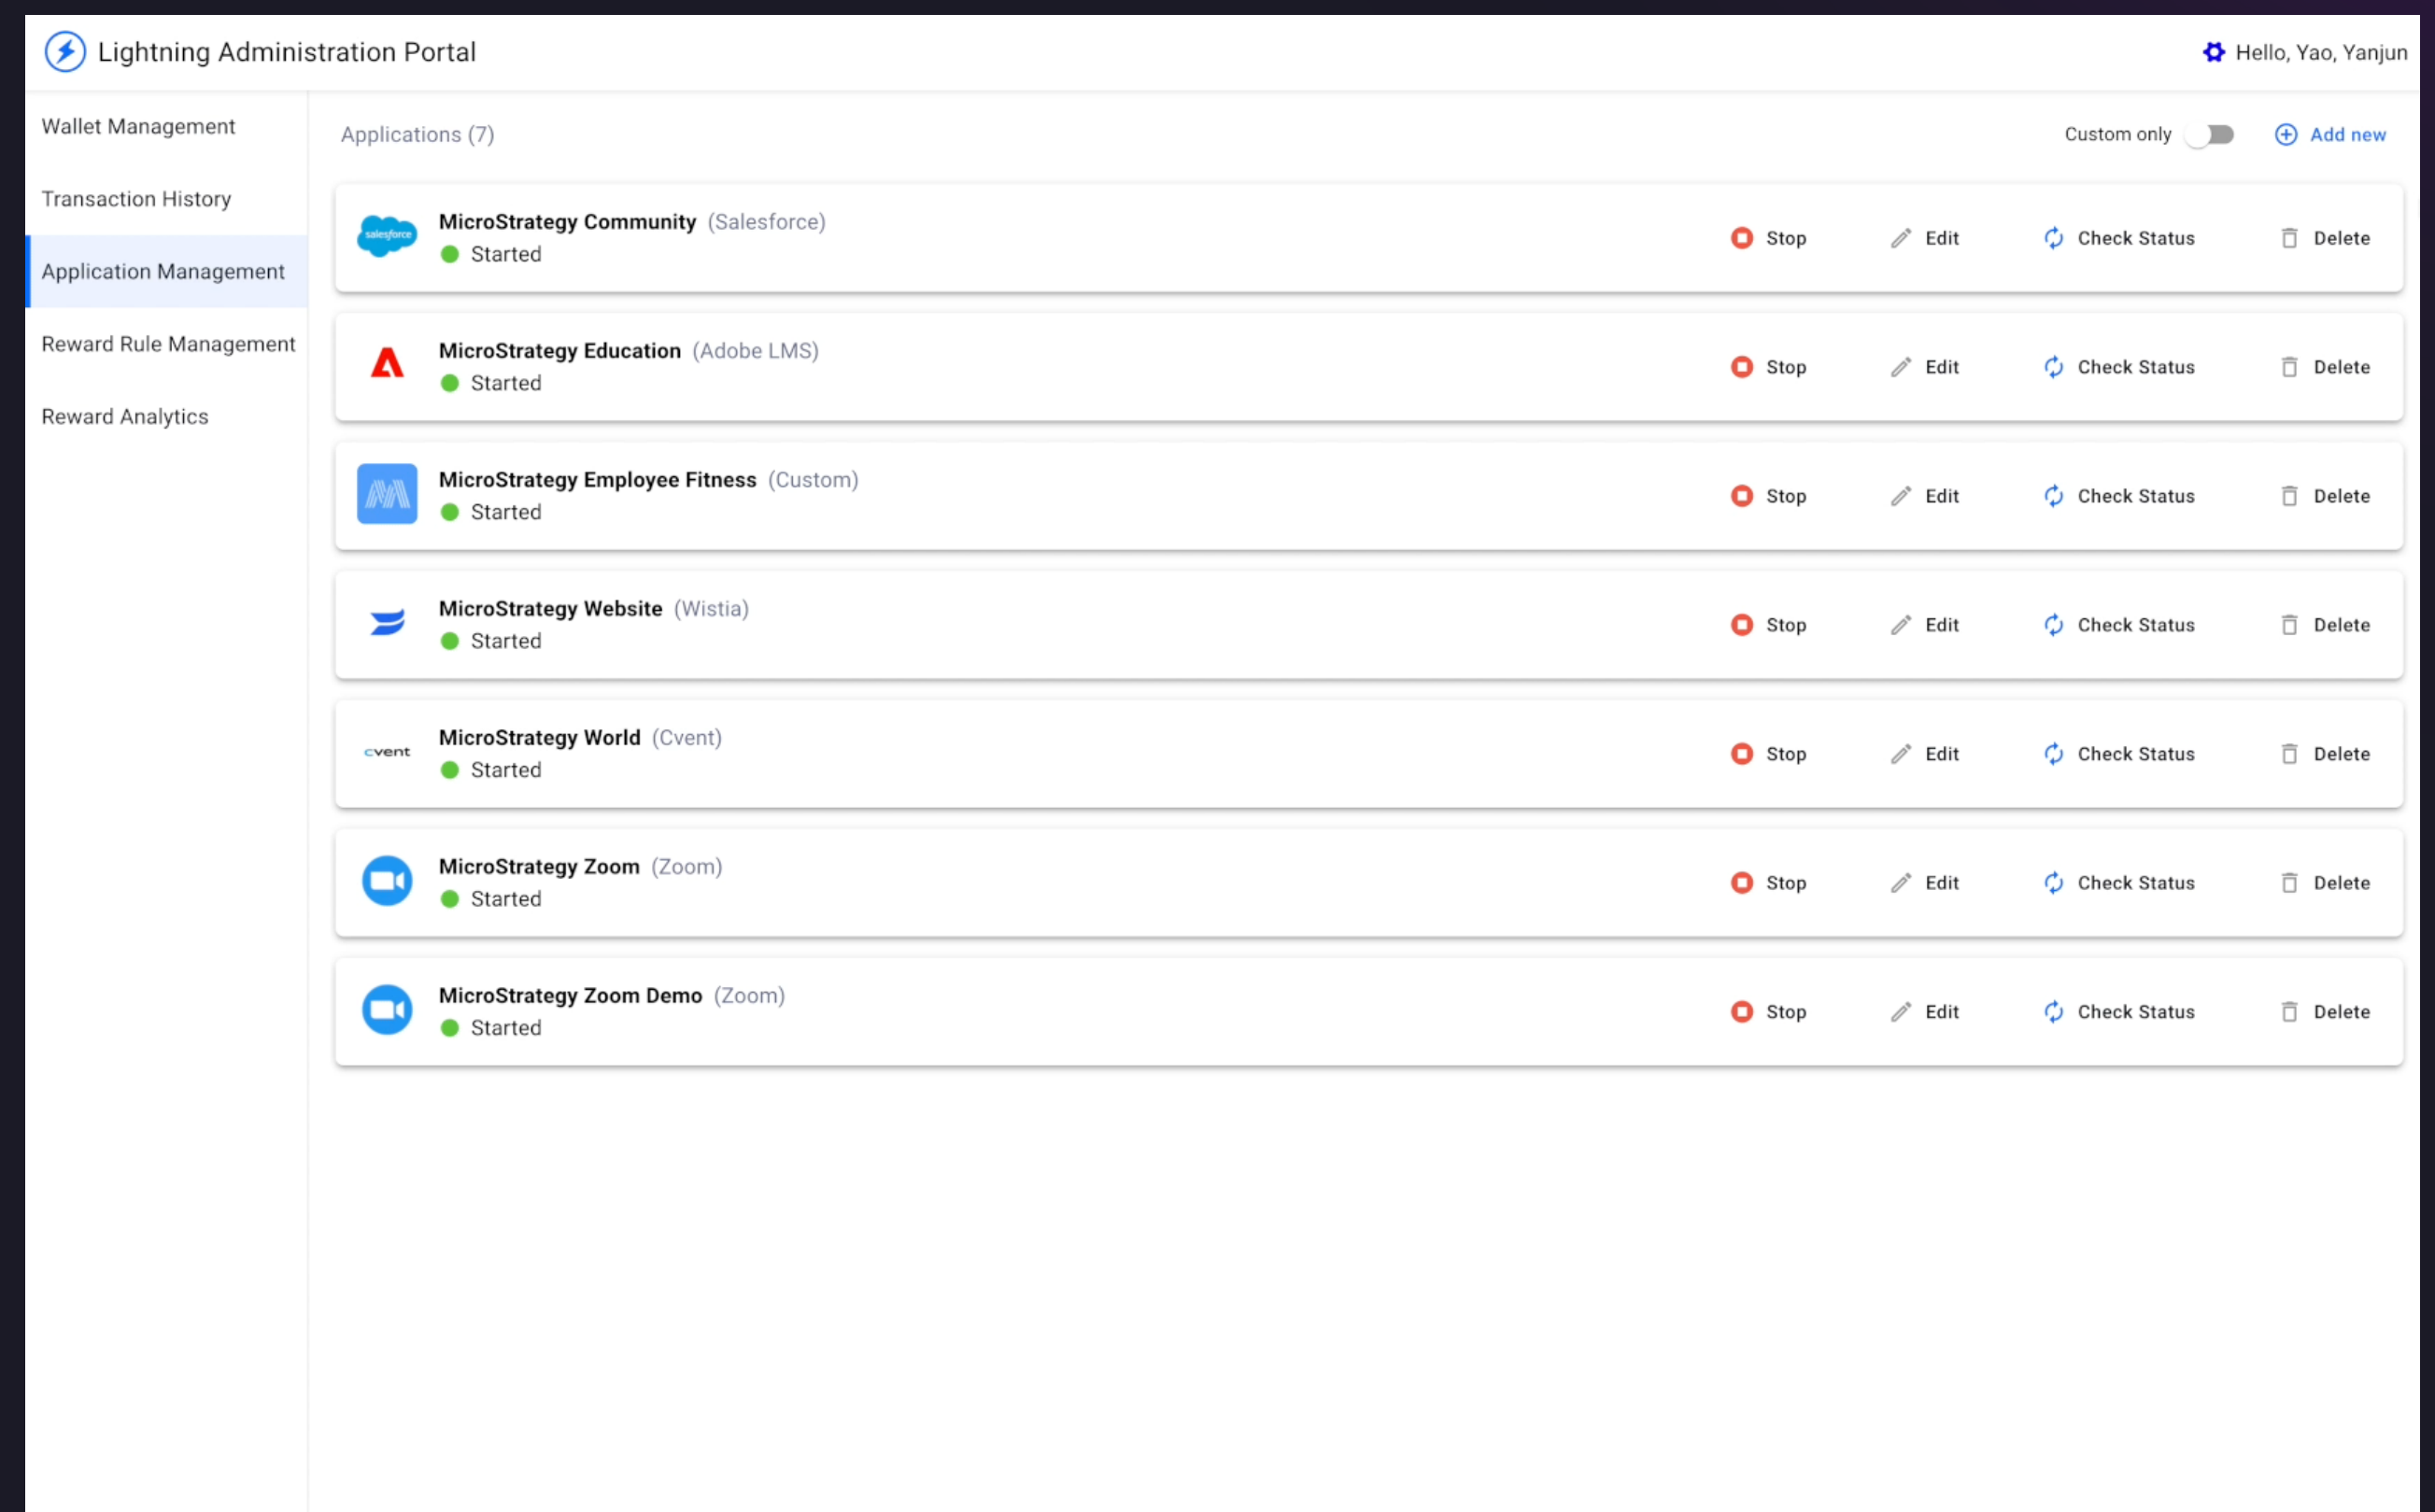 Lightning Administration Portal
Hello, Yao, Yanjun
Wallet Management
Transaction History
Application Management
Reward Rule Management
Reward Analytics
Applications (7)
Custom only
Add new
salesforce
MicroStrategy Community (Salesforce)
Started
Stop Edit Check Status Delete
MicroStrategy Education (Adobe LMS)
Started
Stop Edit Check Status Delete
MicroStrategy Employee Fitness (Custom)
Started
Stop Edit Check Status Delete
MicroStrategy Website (Wistia)
Started
Stop Edit Check Status Delete
cvent
MicroStrategy World (Cvent)
Started
Stop Edit Check Status Delete
MicroStrategy Zoom (Zoom)
Started
Stop Edit Check Status Delete
MicroStrategy Zoom Demo (Zoom)
Started
Stop Edit Check Status Delete